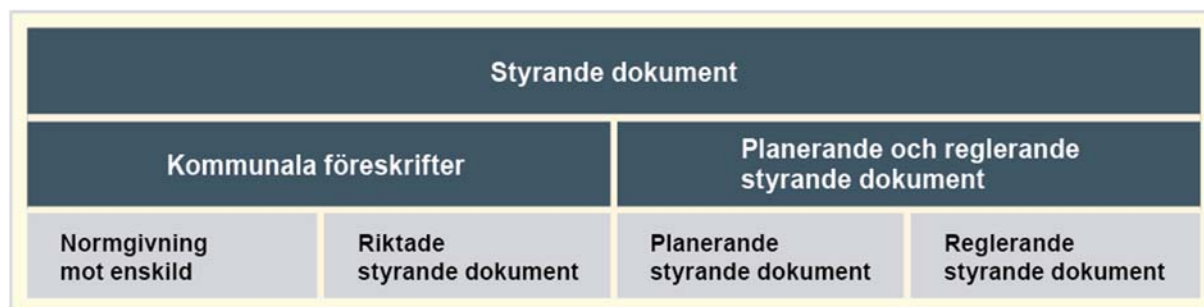 Styrande dokument
Kommunala föreskrifter
Planerande och reglerande
styrande dokument
Normgivning
mot enskild
Riktade
styrande dokument
Planerande
styrande dokument
Reglerande
styrande dokument